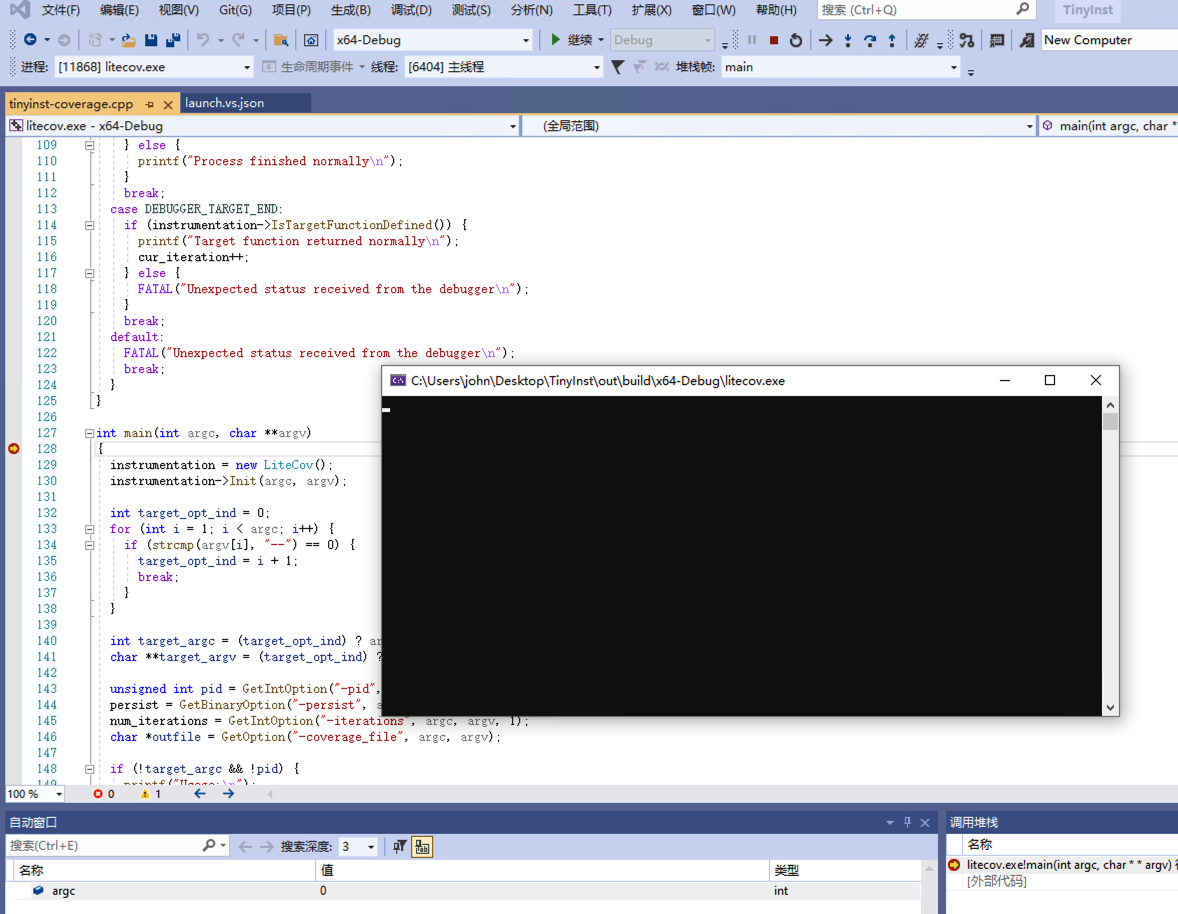 文件(F) 编辑(E) 视图(V) Git(G) 项目(P) 生成(B) 调试(D) 测试(S) 分析(N) 工具(T) 扩展(X) 窗口(W) 帮助(H) 搜索 (Ctrl+Q) TinyInst
x64-Debug 继续 Debug New Computer
进程: [11868] litecov.exe 生命周期事件 线程: [6404] 主线程 堆栈帧: main
tinyinst-coverage.cpp launch.vs.json
litecov.exe - x64-Debug (全局范围) main(int argc, char *
109 } else {
110 printf("Process finished normally\n");
111 }
112 break;
113 case DEBUGGER_TARGET_END:
114 if (instrumentation->IsTargetFunctionDefined()) {
115 printf("Target function returned normally\n");
116 cur_iteration++;
117 } else {
118 FATAL("Unexpected status received from the debugger\n");
119 }
120 break;
121 default:
122 FATAL("Unexpected status received from the debugger\n");
123 break;
124 }
125 }
126
127 int main(int argc, char **argv)
128 {
129 instrumentation = new LiteCov();
130 instrumentation->Init(argc, argv);
131
132 int target_opt_ind = 0;
133 for (int i = 1; i < argc; i++) {
134 if (strcmp(argv[i], "--") == 0) {
135 target_opt_ind = i + 1;
136 break;
137 }
138 }
139
140 int target_argc = (target_opt_ind) ? ar
141 char **target_argv = (target_opt_ind) ?
142
143 unsigned int pid = GetIntOption("-pid",
144 persist = GetBinaryOption("-persist", a
145 num_iterations = GetIntOption("-iterations", argc, argv, 1);
146 char *outfile = GetOption("-coverage_file", argc, argv);
147
148 if (!target_argc && !pid) {
149 printf("Usage:\n");
C:\Users\john\Desktop\TinyInst\out\build\x64-Debug\litecov.exe
100 % 0 1
自动窗口
搜索(Ctrl+E) 搜索深度: 3
名称 值 类型
argc 0 int
调用堆栈
名称
litecov.exe!main(int argc, char * * argv)
[外部代码]